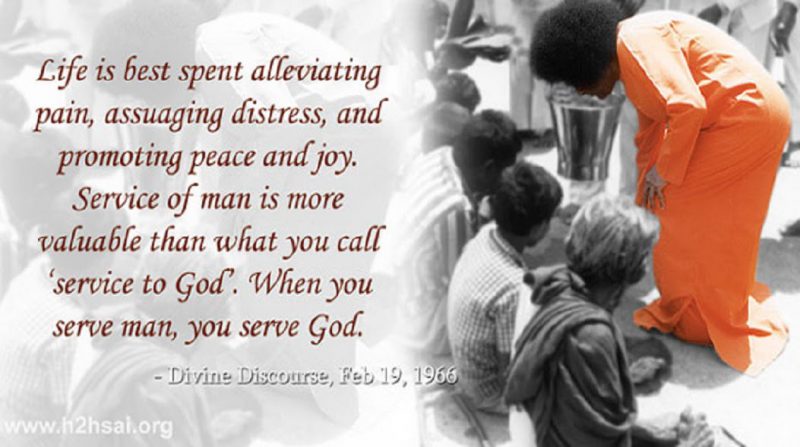 Life is best spent alleviating
pain, assuaging distress, and
promoting peace and joy.
Service of man is more
valuable than what you call
‘service to God’. When you
serve man, you serve God.
- Divine Discourse, Feb 19, 1966
www.h2hsai.org